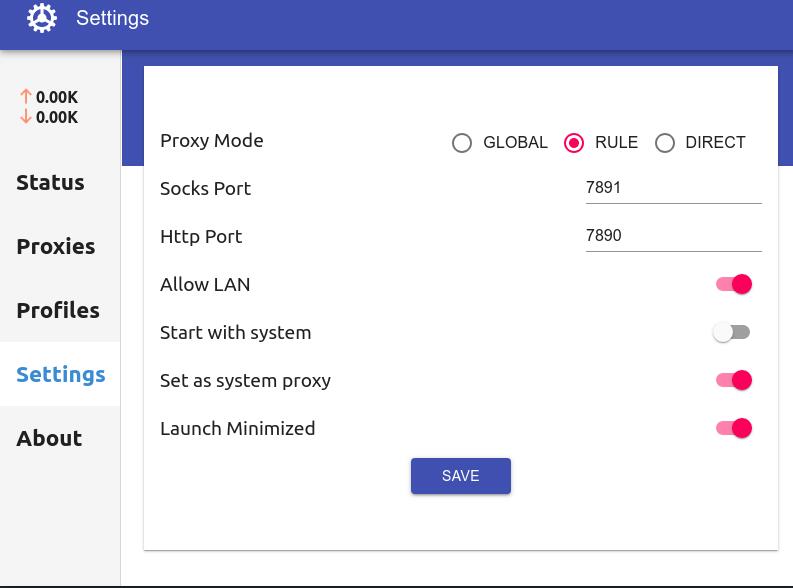 Settings
0.00K
0.00K
Status
Proxies
Profiles
Settings
About
Proxy Mode GLOBAL RULE DIRECT
Socks Port 7891
Http Port 7890
Allow LAN
Start with system
Set as system proxy
Launch Minimized
SAVE